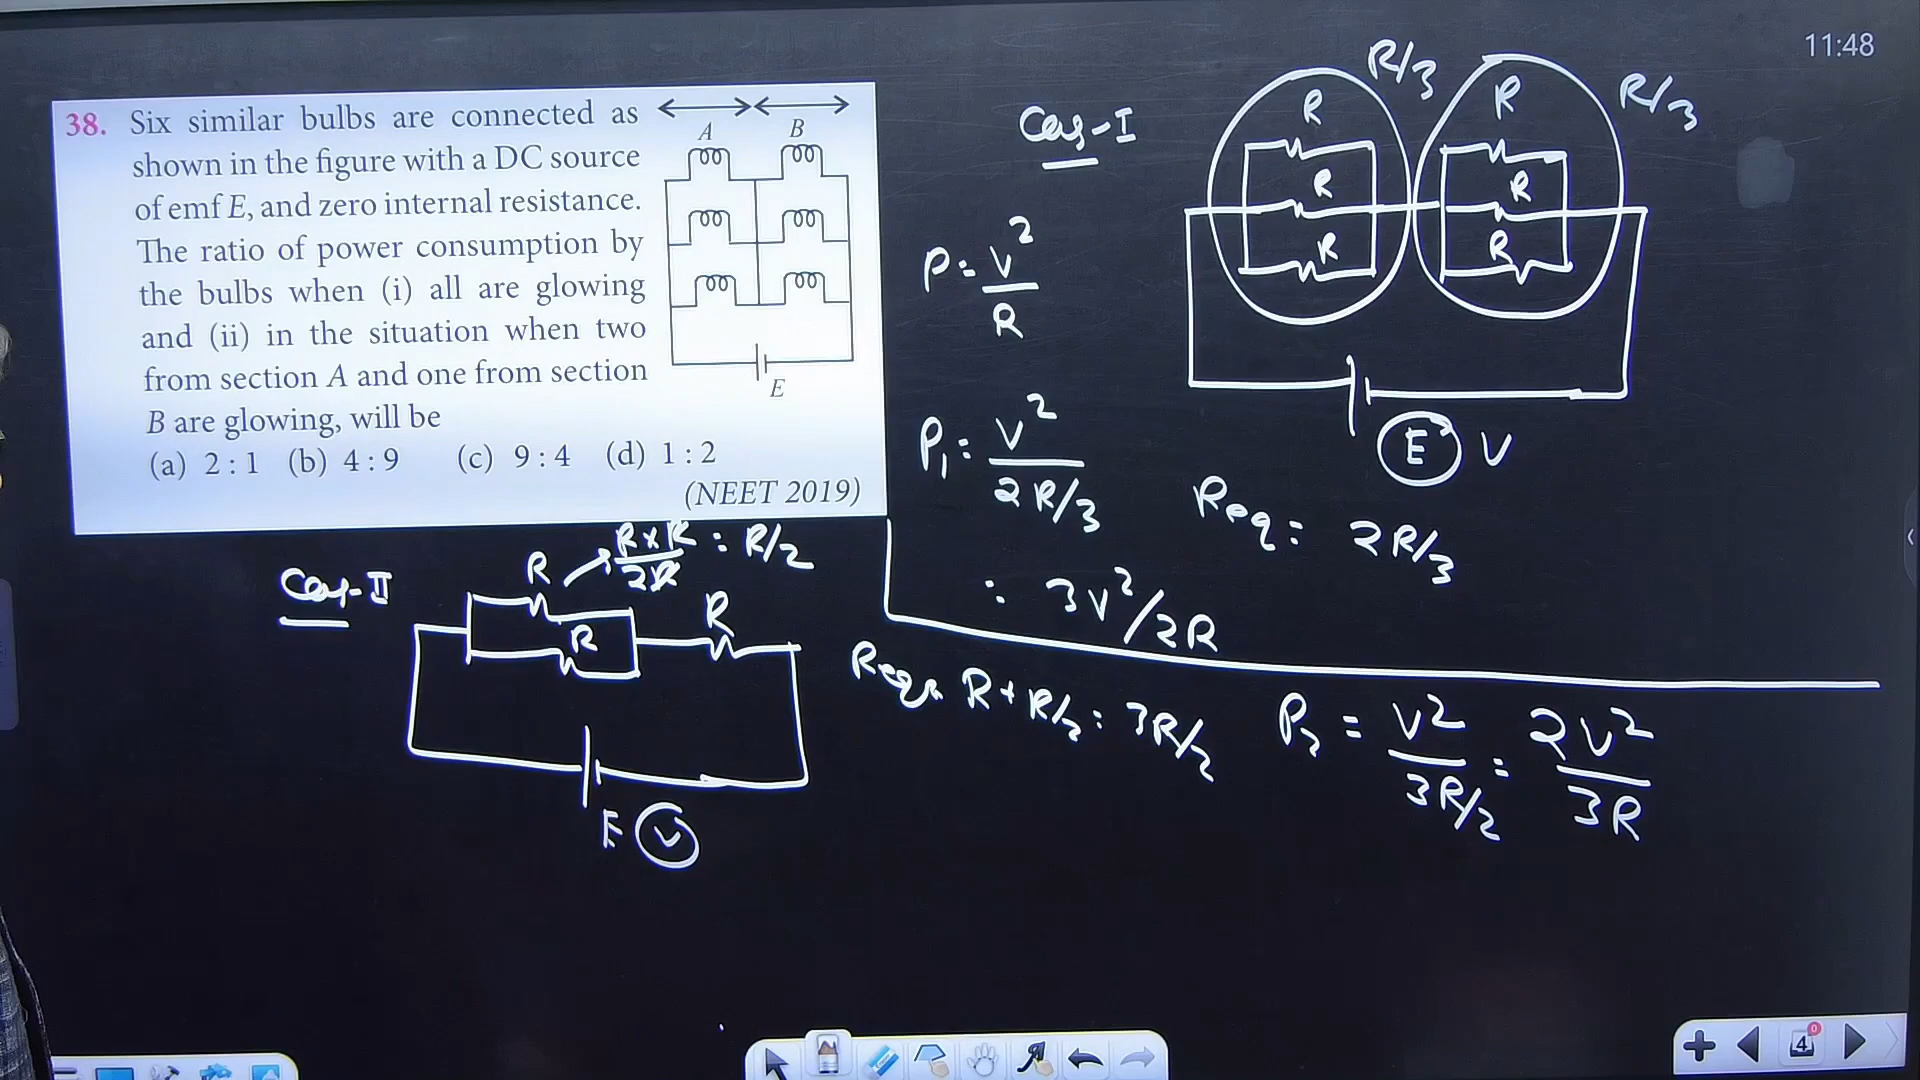 11:48
38. Six similar bulbs are connected as
shown in the figure with a DC source
of emf E, and zero internal resistance.
The ratio of power consumption by
the bulbs when (i) all are glowing
and (ii) in the situation when two
from section A and one from section
B are glowing, will be
(a) 2 : 1 (b) 4 : 9 (c) 9 : 4 (d) 1 : 2
(NEET 2019)
A B
E
Case-I
R/3 R/3
R R
R R
R R
E V
P = V²/R
P₁ = V²/2R/3
= 3V²/2R
Req = 2R/3
Case-II
R R×R/2R = R/2
R R
E V
Req = R + R/2 = 3R/2
P₂ = V²/3R/2 = 2V²/3R
4
0